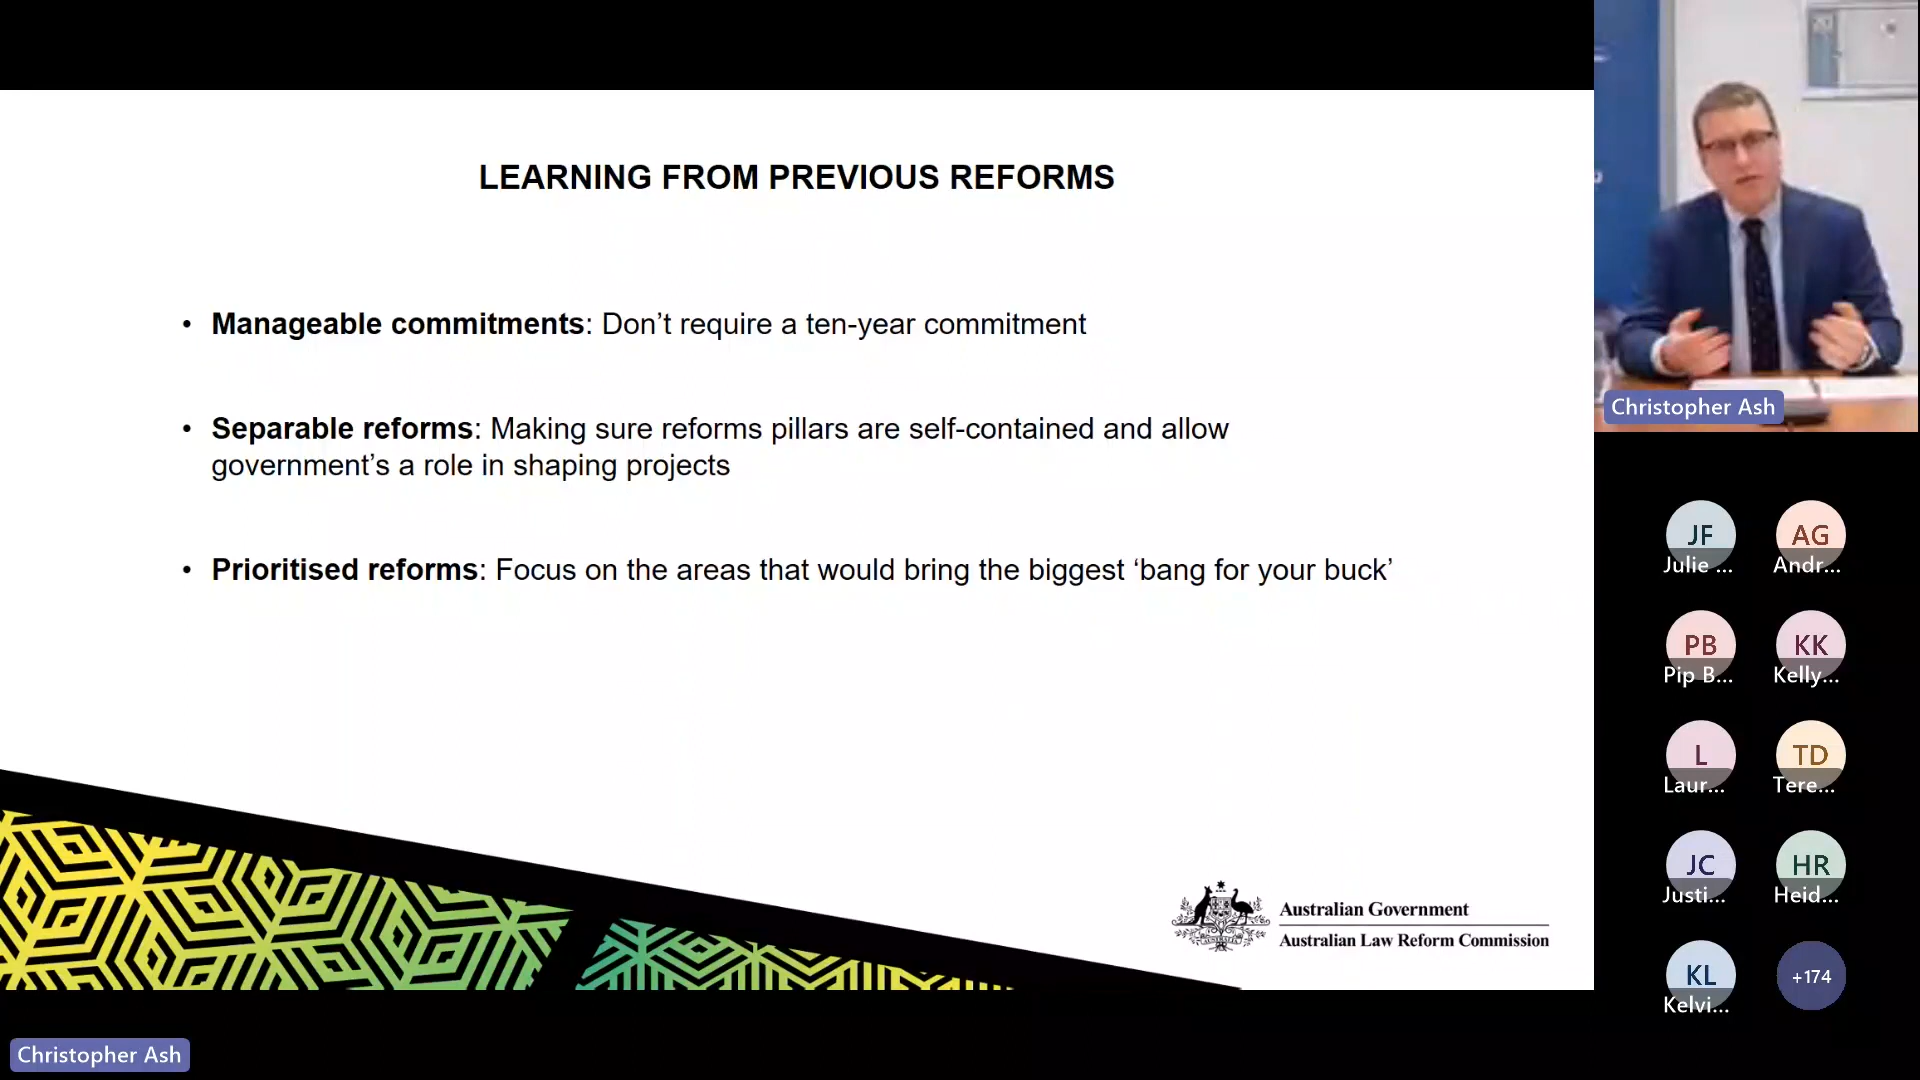 LEARNING FROM PREVIOUS REFORMS
• Manageable commitments: Don’t require a ten-year commitment
• Separable reforms: Making sure reforms pillars are self-contained and allow
government’s a role in shaping projects
• Prioritised reforms: Focus on the areas that would bring the biggest ‘bang for your buck’
Australian Government
Australian Law Reform Commission
Christopher Ash
JF
Julie ...
AG
Andr...
PB
Pip B...
KK
Kelly...
L
Laur...
TD
Tere...
JC
Justi...
HR
Heid...
KL
Kelvi...
+174
Christopher Ash